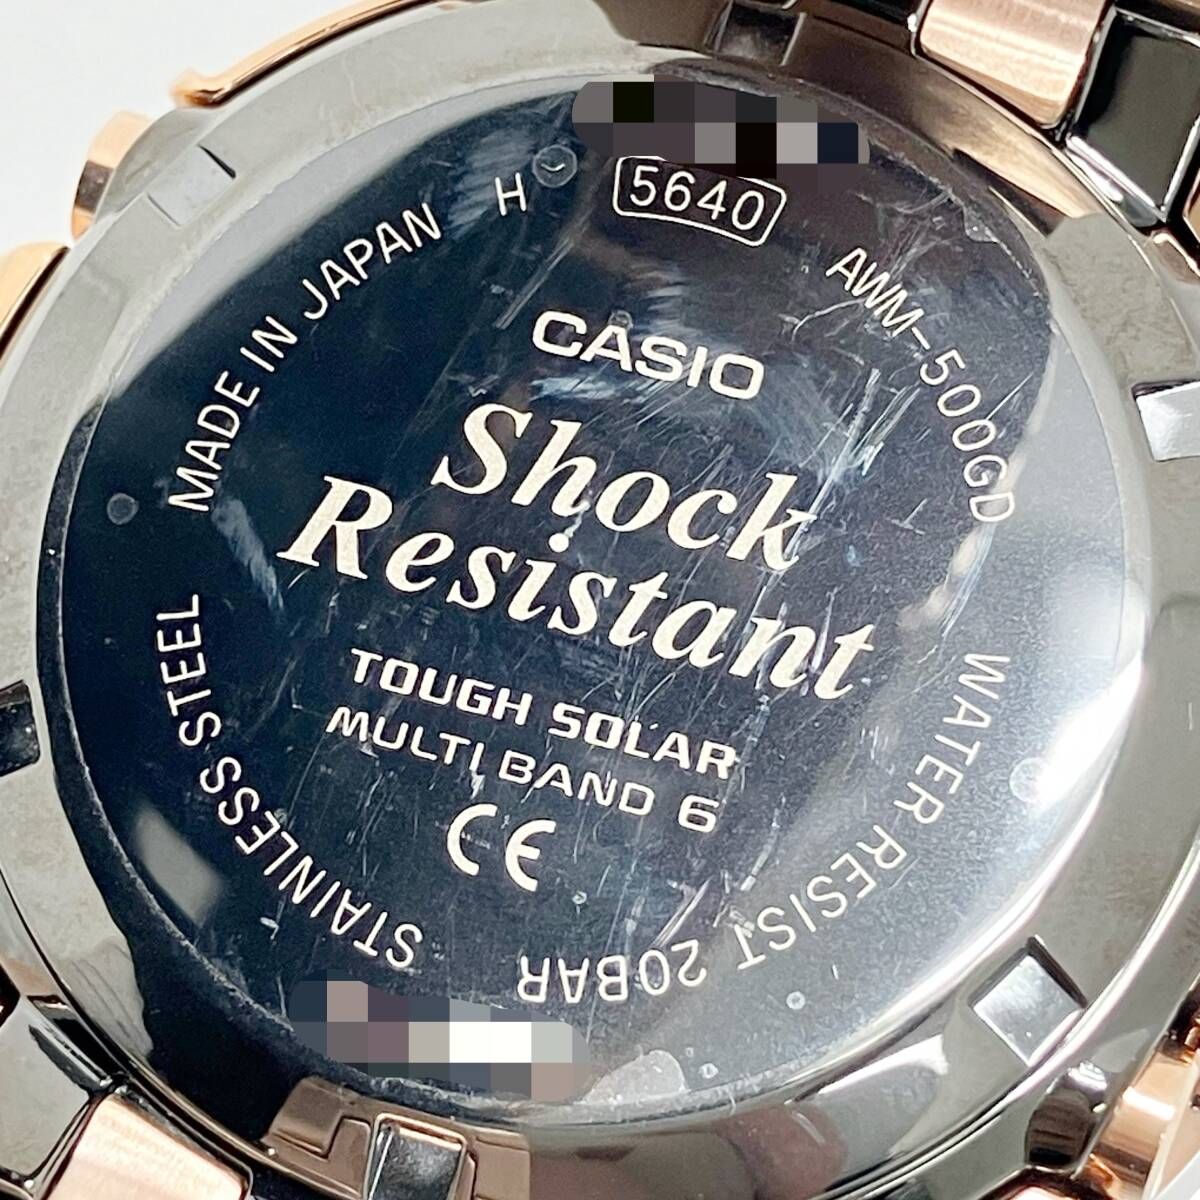 H
5640
AWM-500GD
MADE IN JAPAN
CASIO
Shock
Resistant
TOUGH SOLAR
MULTI BAND 6
CE
STAINLESS STEEL
WATER RESIST 20BAR